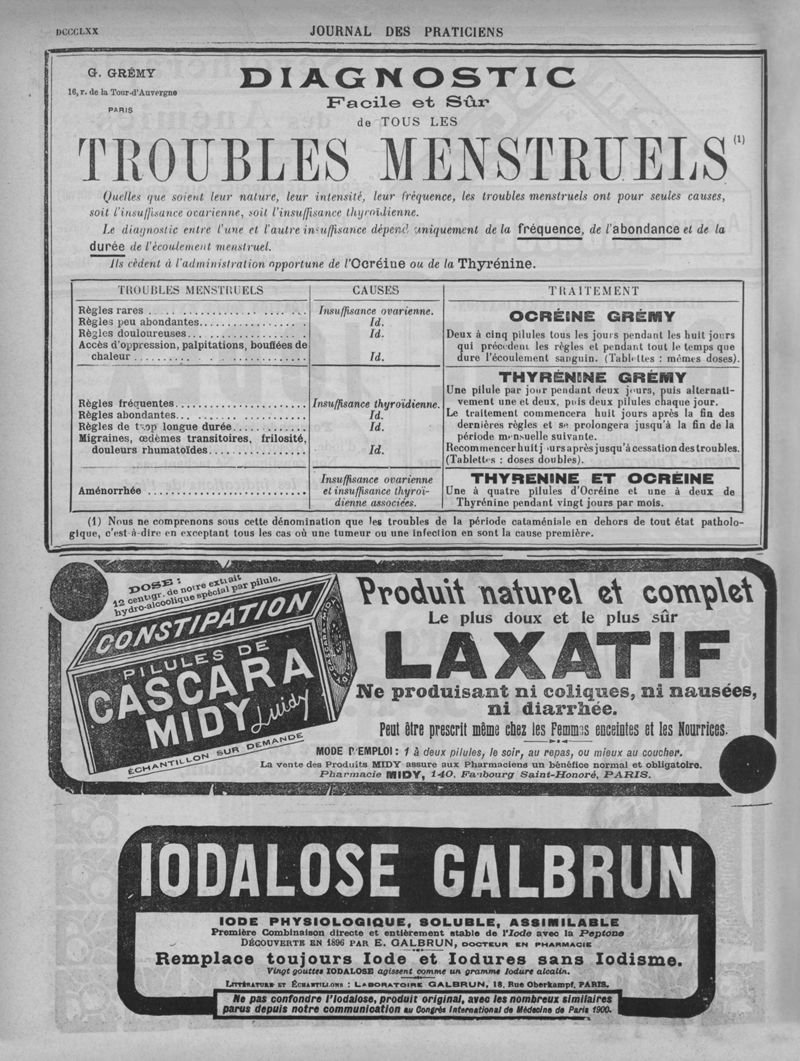 DCCCLXX
JOURNAL DES PRATICIENS
G. GRÉMY
16, r. de la Tour-d'Auvergne
PARIS
DIAGNOSTIC
Facile et Sûr
de TOUS LES
TROUBLES MENSTRUELS (1)
Quelles que soient leur nature, leur intensité, leur fréquence, les troubles menstruels ont pour seules causes,
soit l'insuffisance ovarienne, soit l'insuffisance thyroïdienne.
Le diagnostic entre l'une et l'autre insuffisance dépend uniquement de la fréquence, de l'abondance et de la
durée de l'écoulement menstruel.
Ils cèdent à l'administration opportune de l'Ocréine ou de la Thyrénine.
TROUBLES MENSTRUELS
CAUSES
TRAITEMENT
Règles rares
Insuffisance ovarienne.
Règles peu abondantes
Id.
Règles douloureuses
Id.
Accès d'oppression, palpitations, bouffées de
chaleur
Id.
OCRÉINE GRÉMY
Deux à cinq pilules tous les jours pendant les huit jours
qui précèdent les règles et pendant tout le temps que
dure l'écoulement sanguin. (Tablettes : mêmes doses).
Règles fréquentes
Insuffisance thyroïdienne.
Règles abondantes
Id.
Règles de trop longue durée
Id.
Migraines, œdèmes transitoires, frilosité,
douleurs rhumatoïdes
Id.
THYRÉNINE GRÉMY
Une pilule par jour pendant deux jours, puis alternati-
vement une et deux, puis deux pilules chaque jour.
Le traitement commencera huit jours après la fin des
dernières règles et se prolongera jusqu'à la fin de la
période mensuelle suivante.
Recommencer huit jours après jusqu'à cessation des troubles.
(Tablettes : doses doubles).
Aménorrhée
Insuffisance ovarienne
et insuffisance thyroï-
dienne associées.
THYRENINE ET OCRÉINE
Une à quatre pilules d'Ocréine et une à deux de
Thyrénine pendant vingt jours par mois.
(1) Nous ne comprenons sous cette dénomination que les troubles de la période cataméniale en dehors de tout état patholo-
gique, c'est-à-dire en exceptant tous les cas où une tumeur ou une infection en sont la cause première.
DOSE :
12 centigr. de notre extrait
hydro-alcoolique spécial par pilule.
CONSTIPATION
PILULES DE
CASCARA
MIDY
Luidy
ÉCHANTILLON SUR DEMANDE
Produit naturel et complet
Le plus doux et le plus sûr
LAXATIF
Ne produisant ni coliques, ni nausées,
ni diarrhée.
Peut être prescrit même chez les Femmes enceintes et les Nourrices.
MODE D'EMPLOI : 1 à deux pilules, le soir, au repas, ou mieux au coucher.
La vente des Produits MIDY assure aux Pharmaciens un bénéfice normal et obligatoire.
Pharmacie MIDY, 140, Faubourg Saint-Honoré, PARIS.
IODALOSE GALBRUN
IODE PHYSIOLOGIQUE, SOLUBLE, ASSIMILABLE
Première Combinaison directe et entièrement stable de l'Iode avec la Peptone
DÉCOUVERTE EN 1896 PAR E. GALBRUN, DOCTEUR EN PHARMACIE
Remplace toujours Iode et Iodures sans Iodisme.
Vingt gouttes IODALOSE agissent comme un gramme Iodure alcalin.
LITTÉRATURE ET ÉCHANTILLONS : LABORATOIRE GALBRUN, 18, Rue Oberkampf, PARIS.
Ne pas confondre l'Iodalose, produit original, avec les nombreux similaires
parus depuis notre communication au Congrès International de Médecine de Paris 1900.